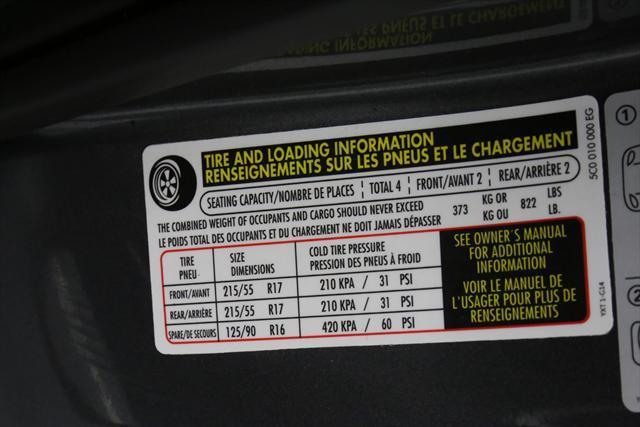 TIRE AND LOADING INFORMATION
RENSEIGNEMENTS SUR LES PNEUS ET LE CHARGEMENT
SEATING CAPACITY/NOMBRE DE PLACES ¦ TOTAL 4 ¦ FRONT/AVANT 2 ¦ REAR/ARRIÈRE 2
THE COMBINED WEIGHT OF OCCUPANTS AND CARGO SHOULD NEVER EXCEED 373 KG OR 822 LBS
LE POIDS TOTAL DES OCCUPANTS ET DU CHARGEMENT NE DOIT JAMAIS DÉPASSER KG OU LB.
TIRE SIZE COLD TIRE PRESSURE
PNEU DIMENSIONS PRESSION DES PNEUS À FROID
FRONT/AVANT 215/55 R17 210 KPA / 31 PSI
REAR/ARRIÈRE 215/55 R17 210 KPA / 31 PSI
SPARE/DE SECOURS 125/90 R16 420 KPA / 60 PSI
SEE OWNER'S MANUAL
FOR ADDITIONAL
INFORMATION
VOIR LE MANUEL DE
L'USAGER POUR PLUS DE
RENSEIGNEMENTS
5C0 010 000 EG
YXT 1-G14
1
2